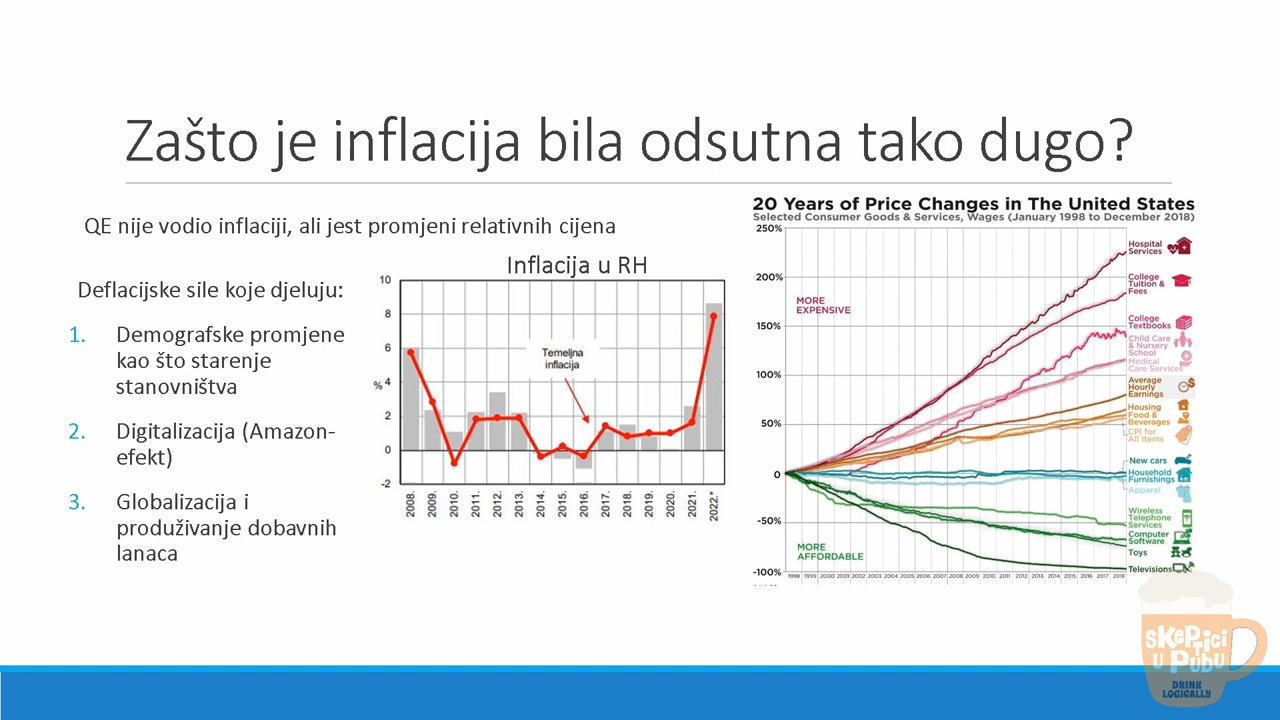 Zašto je inflacija bila odsutna tako dugo?
QE nije vodio inflaciji, ali jest promjeni relativnih cijena
Deflacijske sile koje djeluju:
1. Demografske promjene
kao što starenje
stanovništva
2. Digitalizacija (Amazon-
efekt)
3. Globalizacija i
produživanje dobavnih
lanaca
Inflacija u RH
10
8
6
%
4
2
0
-2
Temeljna
inflacija
2008.
2009.
2010.
2011.
2012.
2013.
2014.
2015.
2016.
2017.
2018.
2019.
2020.
2021.
2022.*
20 Years of Price Changes in The United States
Selected Consumer Goods & Services, Wages (January 1998 to December 2018)
250%
200%
150%
100%
50%
0
-50%
-100%
MORE
EXPENSIVE
MORE
AFFORDABLE
Hospital
Services
College
Tuition &
Fees
College
Textbooks
Child Care
& Nursery
School
Medical
Care Services
Average
Hourly
Earnings
Housing
Food &
Beverages
CPI for
All Items
New cars
Household
Furnishings
Apparel
Wireless
Telephone
Services
Computer
Software
Toys
Televisions
1998 1999 2000 2001 2002 2003 2004 2005 2006 2007 2008 2009 2010 2011 2012 2013 2014 2015 2016 2017 2018
SKEPTICI
U PUBU
DRINK
LOGICALLY